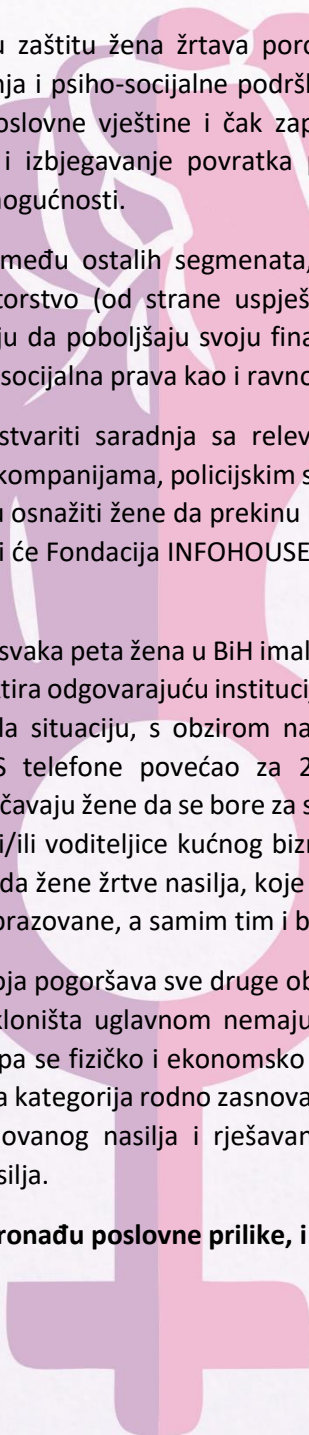 u zaštitu žena žrtava poro
nja i psiho-socijalne podršk
oslovne vještine i čak zap
i izbjegavanje povratka p
nogućnosti.
među ostalih segmenata,
torstvo (od strane uspješ
ju da poboljšaju svoju fina
socijalna prava kao i ravno
stvariti saradnja sa relev
kompanijama, policijskim s
u osnažiti žene da prekinu
i će Fondacija INFOHOUSE
svaka peta žena u BiH imal
ktira odgovarajuću instituci
la situaciju, s obzirom na
S telefone povećao za 2
čavaju žene da se bore za s
i/ili voditeljice kućnog bizn
da žene žrtve nasilja, koje
brazovane, a samim tim i b
oja pogoršava sve druge ob
kloništa uglavnom nemaju
pa se fizičko i ekonomsko
a kategorija rodno zasnova
ovanog nasilja i rješavan
silja.
ronađu poslovne prilike, i